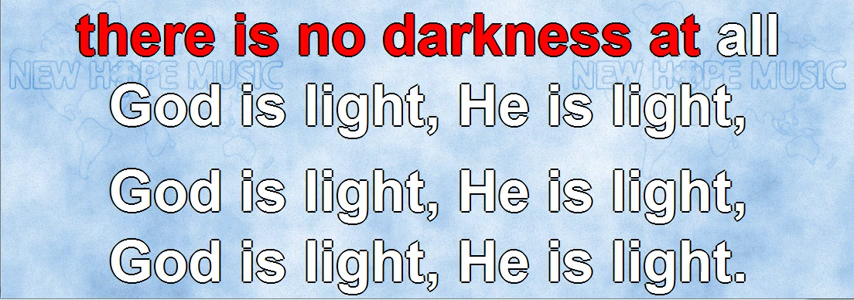 there is no darkness at all
NEW HOPE MUSIC NEW HOPE MUSIC
God is light, He is light,
God is light, He is light,
God is light, He is light.